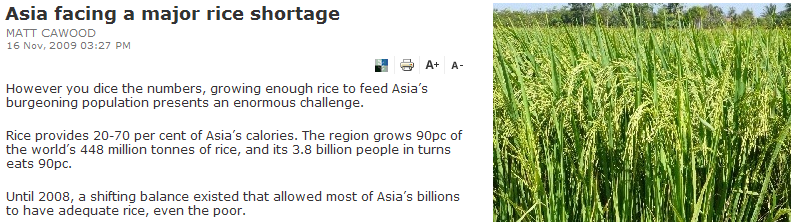 Asia facing a major rice shortage
MATT CAWOOD
16 Nov, 2009 03:27 PM
A+ A-
However you dice the numbers, growing enough rice to feed Asia's
burgeoning population presents an enormous challenge.
Rice provides 20-70 per cent of Asia's calories. The region grows 90pc of
the world's 448 million tonnes of rice, and its 3.8 billion people in turns
eats 90pc.
Until 2008, a shifting balance existed that allowed most of Asia's billions
to have adequate rice, even the poor.